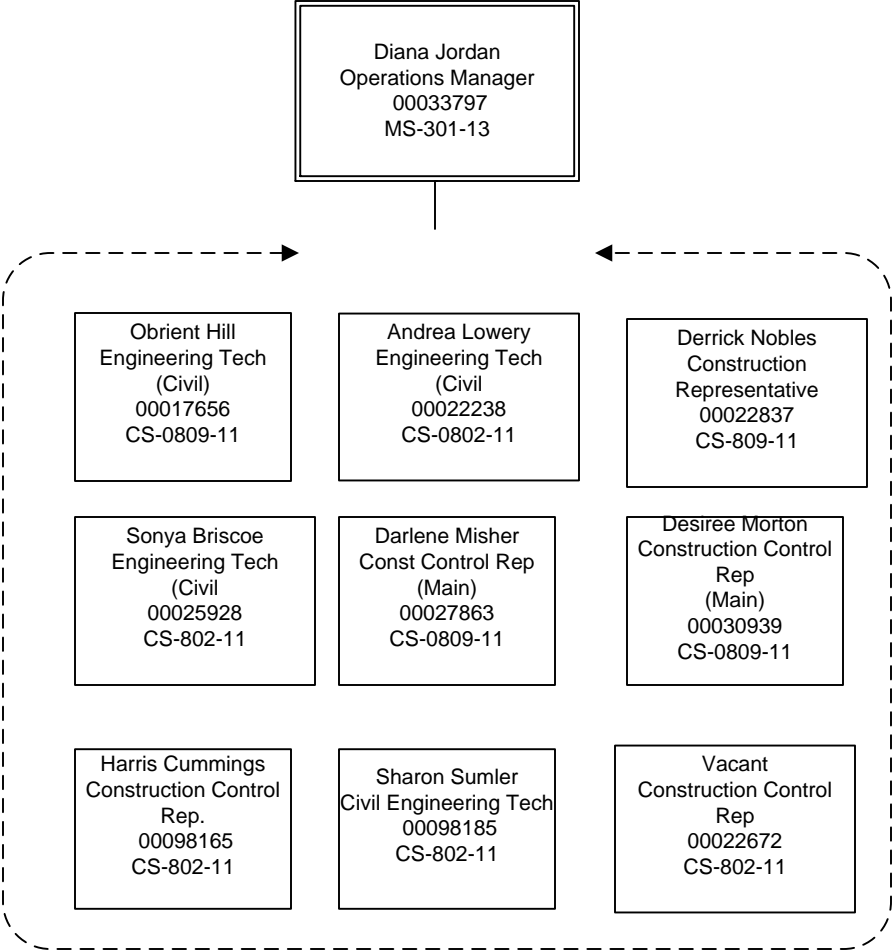 Diana Jordan
Operations Manager
00033797
MS-301-13
Obrient Hill
Engineering Tech
(Civil)
00017656
CS-0809-11
Andrea Lowery
Engineering Tech
(Civil
00022238
CS-0802-11
Derrick Nobles
Construction
Representative
00022837
CS-809-11
Sonya Briscoe
Engineering Tech
(Civil
00025928
CS-802-11
Darlene Misher
Const Control Rep
(Main)
00027863
CS-0809-11
Desiree Morton
Construction Control
Rep
(Main)
00030939
CS-0809-11
Harris Cummings
Construction Control
Rep.
00098165
CS-802-11
Sharon Sumler
Civil Engineering Tech
00098185
CS-802-11
Vacant
Construction Control
Rep
00022672
CS-802-11